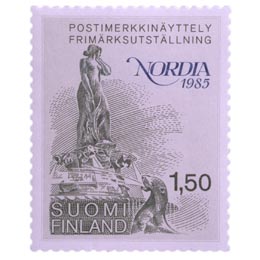 POSTIMERKKINÄYTTELY
FRIMÄRKSUTSTÄLLNING
NORDIA
1985
1,50
SUOMI
FINLAND